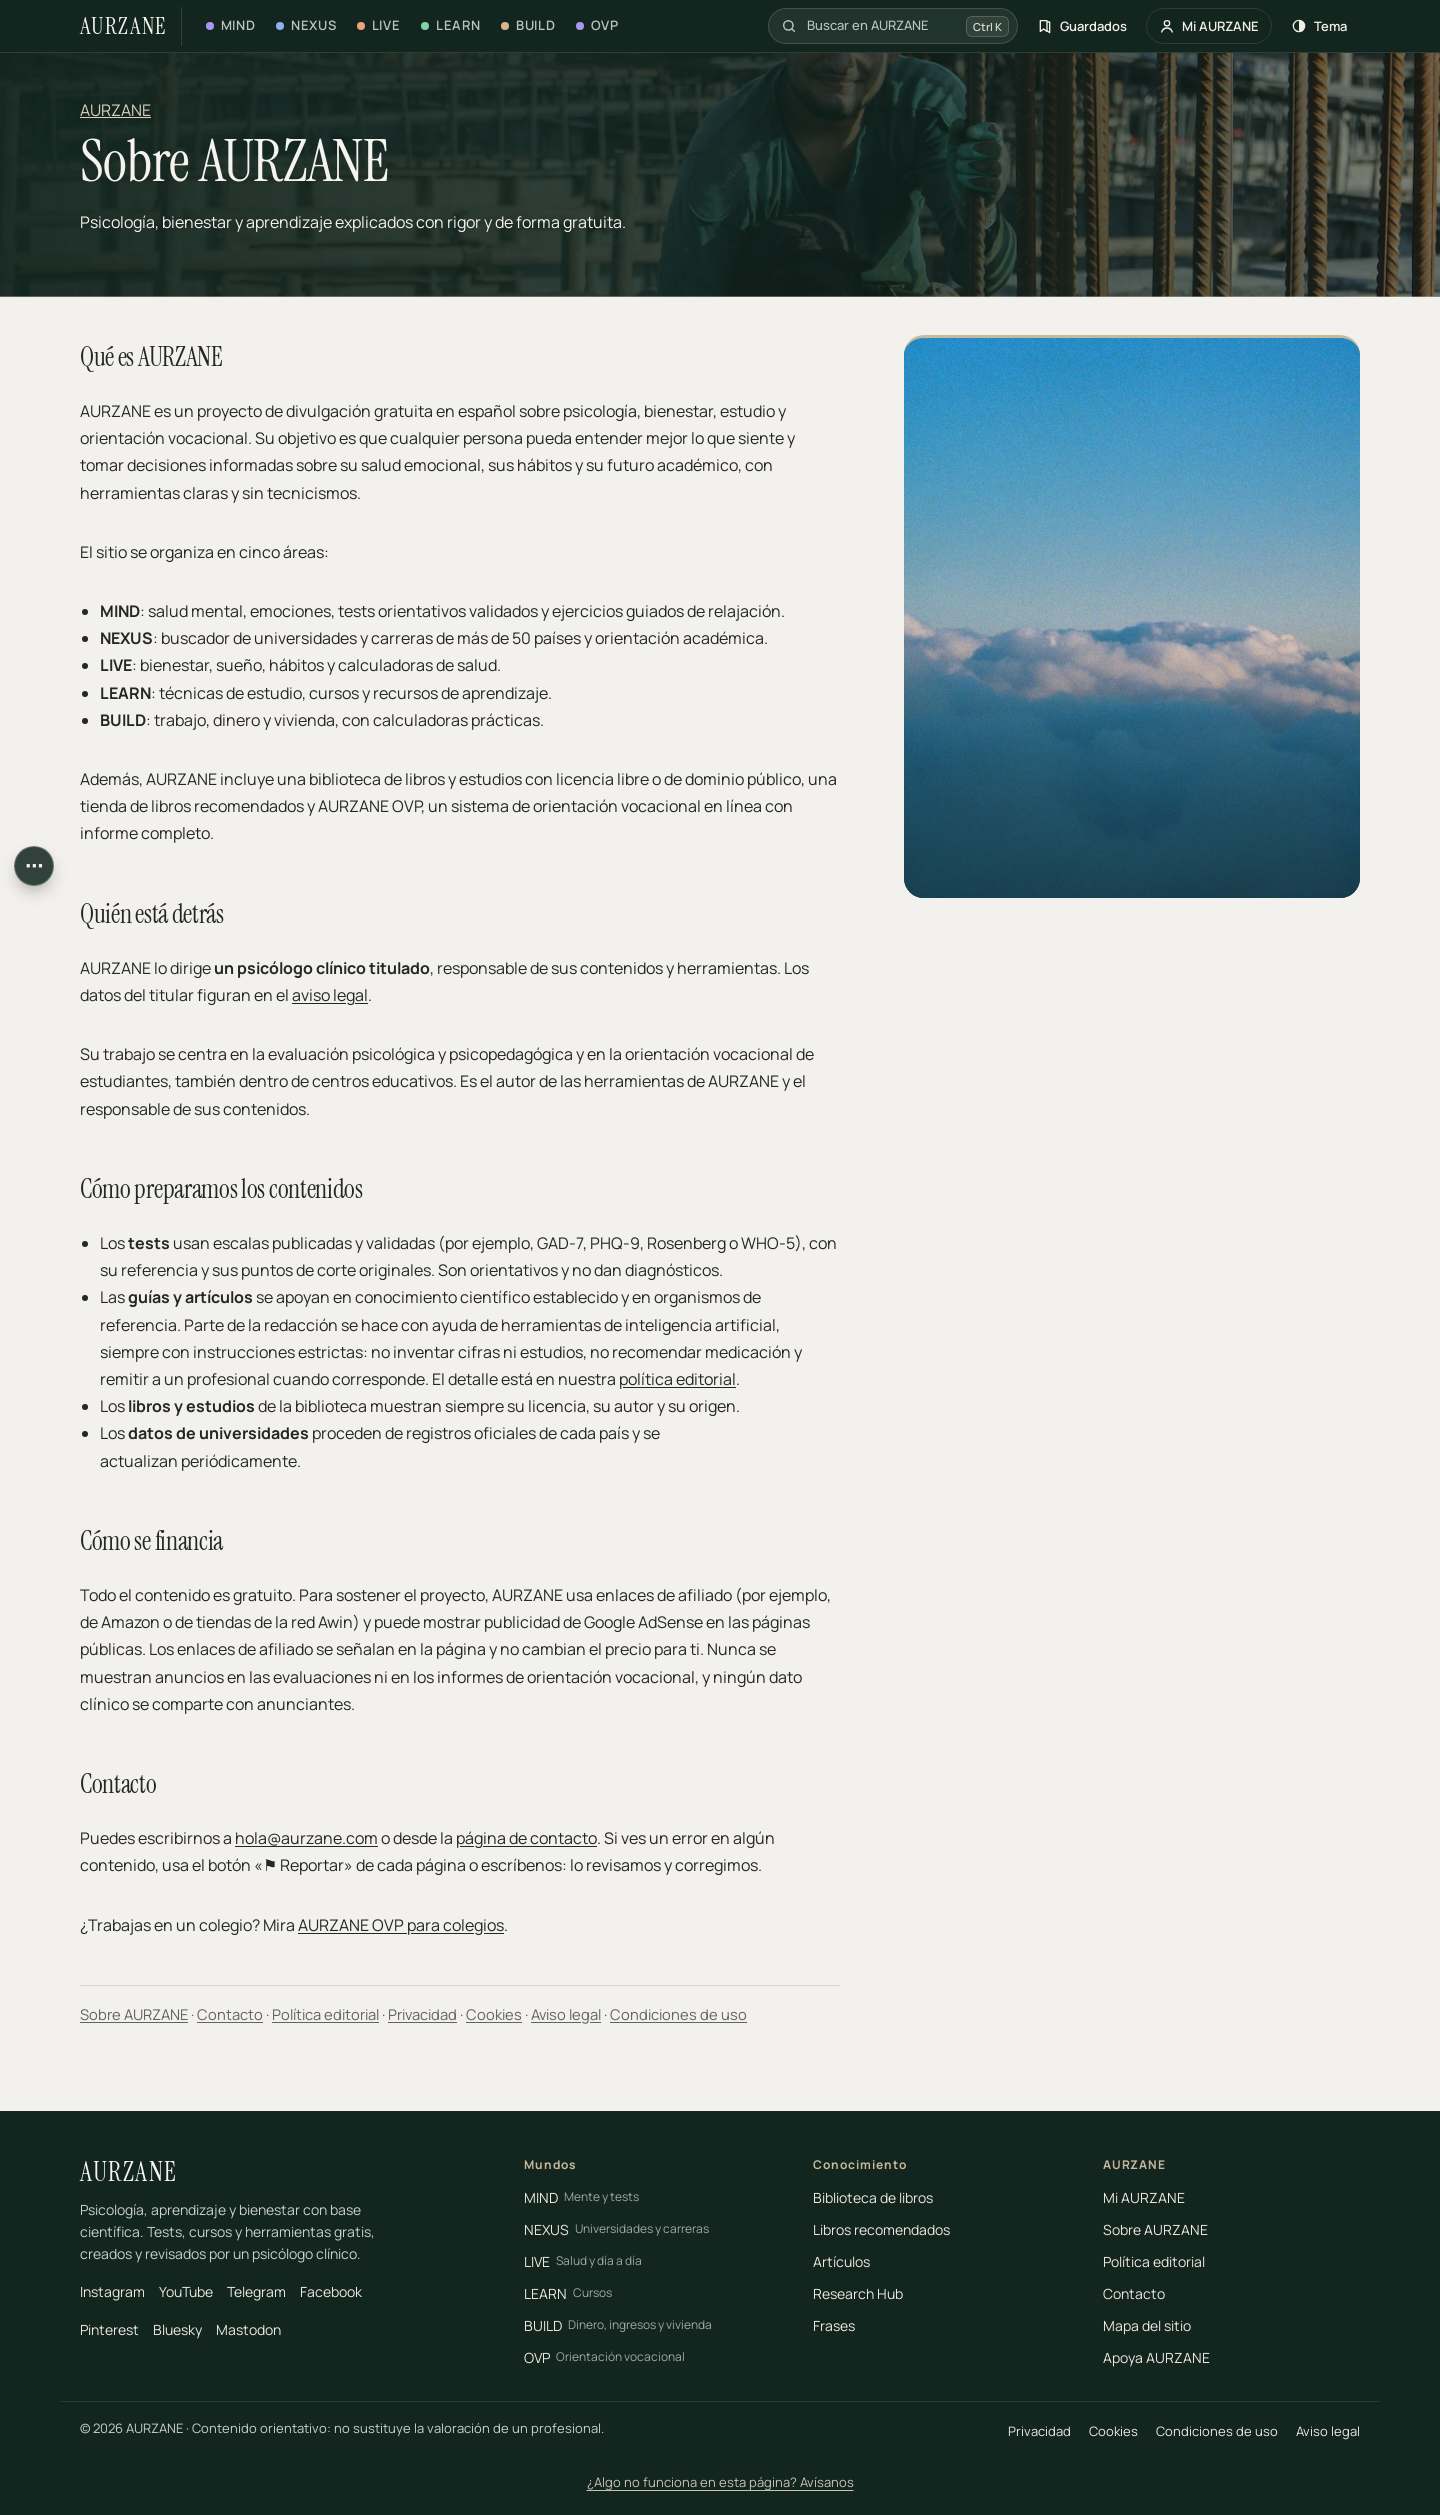 AURZANE
MIND
NEXUS
LIVE
LEARN
BUILD
OVP
Buscar en AURZANE
Ctrl K
Guardados
Mi AURZANE
Tema
AURZANE
Sobre AURZANE
Psicología, bienestar y aprendizaje explicados con rigor y de forma gratuita.
Qué es AURZANE
AURZANE es un proyecto de divulgación gratuita en español sobre psicología, bienestar, estudio y
orientación vocacional. Su objetivo es que cualquier persona pueda entender mejor lo que siente y
tomar decisiones informadas sobre su salud emocional, sus hábitos y su futuro académico, con
herramientas claras y sin tecnicismos.
El sitio se organiza en cinco áreas:
• MIND: salud mental, emociones, tests orientativos validados y ejercicios guiados de relajación.
• NEXUS: buscador de universidades y carreras de más de 50 países y orientación académica.
• LIVE: bienestar, sueño, hábitos y calculadoras de salud.
• LEARN: técnicas de estudio, cursos y recursos de aprendizaje.
• BUILD: trabajo, dinero y vivienda, con calculadoras prácticas.
Además, AURZANE incluye una biblioteca de libros y estudios con licencia libre o de dominio público, una
tienda de libros recomendados y AURZANE OVP, un sistema de orientación vocacional en línea con
informe completo.
Quién está detrás
AURZANE lo dirige un psicólogo clínico titulado, responsable de sus contenidos y herramientas. Los
datos del titular figuran en el aviso legal.
Su trabajo se centra en la evaluación psicológica y psicopedagógica y en la orientación vocacional de
estudiantes, también dentro de centros educativos. Es el autor de las herramientas de AURZANE y el
responsable de sus contenidos.
Cómo preparamos los contenidos
• Los tests usan escalas publicadas y validadas (por ejemplo, GAD-7, PHQ-9, Rosenberg o WHO-5), con
su referencia y sus puntos de corte originales. Son orientativos y no dan diagnósticos.
• Las guías y artículos se apoyan en conocimiento científico establecido y en organismos de
referencia. Parte de la redacción se hace con ayuda de herramientas de inteligencia artificial,
siempre con instrucciones estrictas: no inventar cifras ni estudios, no recomendar medicación y
remitir a un profesional cuando corresponde. El detalle está en nuestra política editorial.
• Los libros y estudios de la biblioteca muestran siempre su licencia, su autor y su origen.
• Los datos de universidades proceden de registros oficiales de cada país y se
actualizan periódicamente.
Cómo se financia
Todo el contenido es gratuito. Para sostener el proyecto, AURZANE usa enlaces de afiliado (por ejemplo,
de Amazon o de tiendas de la red Awin) y puede mostrar publicidad de Google AdSense en las páginas
públicas. Los enlaces de afiliado se señalan en la página y no cambian el precio para ti. Nunca se
muestran anuncios en las evaluaciones ni en los informes de orientación vocacional, y ningún dato
clínico se comparte con anunciantes.
Contacto
Puedes escribirnos a hola@aurzane.com o desde la página de contacto. Si ves un error en algún
contenido, usa el botón «⚑ Reportar» de cada página o escríbenos: lo revisamos y corregimos.
¿Trabajas en un colegio? Mira AURZANE OVP para colegios.
Sobre AURZANE · Contacto · Política editorial · Privacidad · Cookies · Aviso legal · Condiciones de uso
AURZANE
Psicología, aprendizaje y bienestar con base
científica. Tests, cursos y herramientas gratis,
creados y revisados por un psicólogo clínico.
Instagram YouTube Telegram Facebook
Pinterest Bluesky Mastodon
Mundos
MIND Mente y tests
NEXUS Universidades y carreras
LIVE Salud y día a día
LEARN Cursos
BUILD Dinero, ingresos y vivienda
OVP Orientación vocacional
Conocimiento
Biblioteca de libros
Libros recomendados
Artículos
Research Hub
Frases
AURZANE
Mi AURZANE
Sobre AURZANE
Política editorial
Contacto
Mapa del sitio
Apoya AURZANE
© 2026 AURZANE · Contenido orientativo: no sustituye la valoración de un profesional.
Privacidad Cookies Condiciones de uso Aviso legal
¿Algo no funciona en esta página? Avísanos